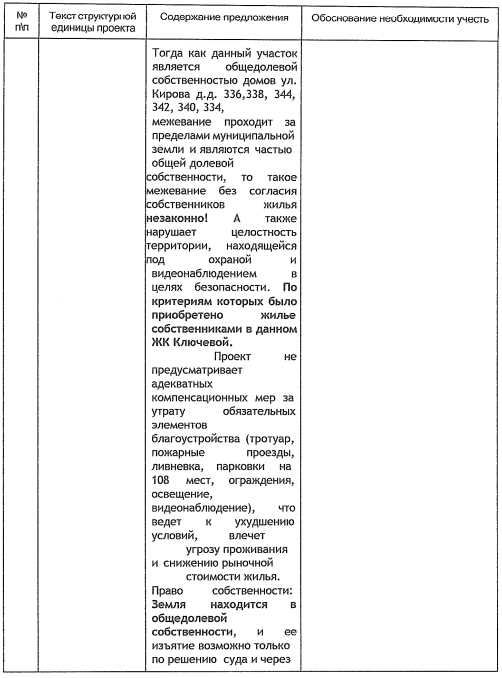 №
п\п
Текст структурной
единицы проекта
Содержание предложения
Обоснование необходимости учесть
Тогда как данный участок
является общедолевой
собственностью домов ул.
Кирова д.д. 336,338, 344,
342, 340, 334,
межевание проходит за
пределами муниципальной
земли и являются частью
общей долевой
собственности, то такое
межевание без согласия
собственников жилья
незаконно! А также
нарушает целостность
территории, находящейся
под охраной и
видеонаблюдением в
целях безопасности. По
критериям которых было
приобретено жилье
собственниками в данном
ЖК Ключевой.
Проект не
предусматривает
адекватных
компенсационных мер за
утрату обязательных
элементов
благоустройства (тротуар,
пожарные проезды,
ливневка, парковки на
108 мест, ограждения,
освещение,
видеонаблюдение), что
ведет к ухудшению
условий, влечет
угрозу проживания
и снижению рыночной
стоимости жилья.
Право собственности:
Земля находится в
общедолевой
собственности, и ее
изъятие возможно только
по решению суда и через